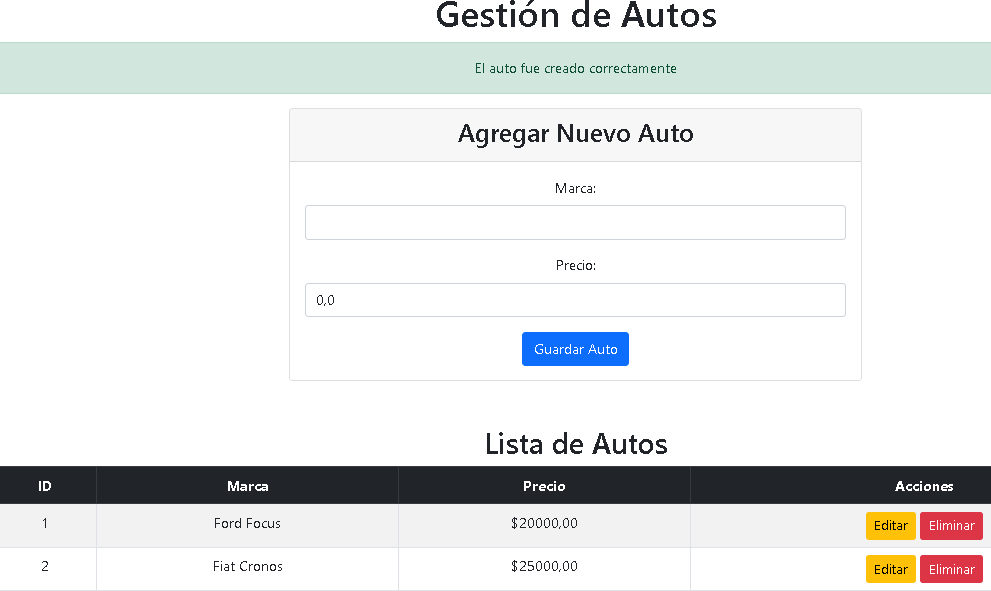 Gestión de Autos
El auto fue creado correctamente
Agregar Nuevo Auto
Marca:
Precio:
0,0
Guardar Auto
Lista de Autos
ID Marca Precio Acciones
1 Ford Focus $20000,00 Editar Eliminar
2 Fiat Cronos $25000,00 Editar Eliminar